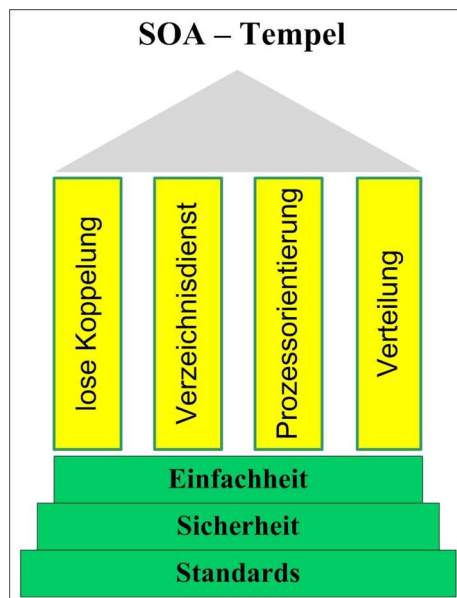 SOA – Tempel
lose Koppelung
Verzeichnisdienst
Prozessorientierung
Verteilung
Einfachheit
Sicherheit
Standards